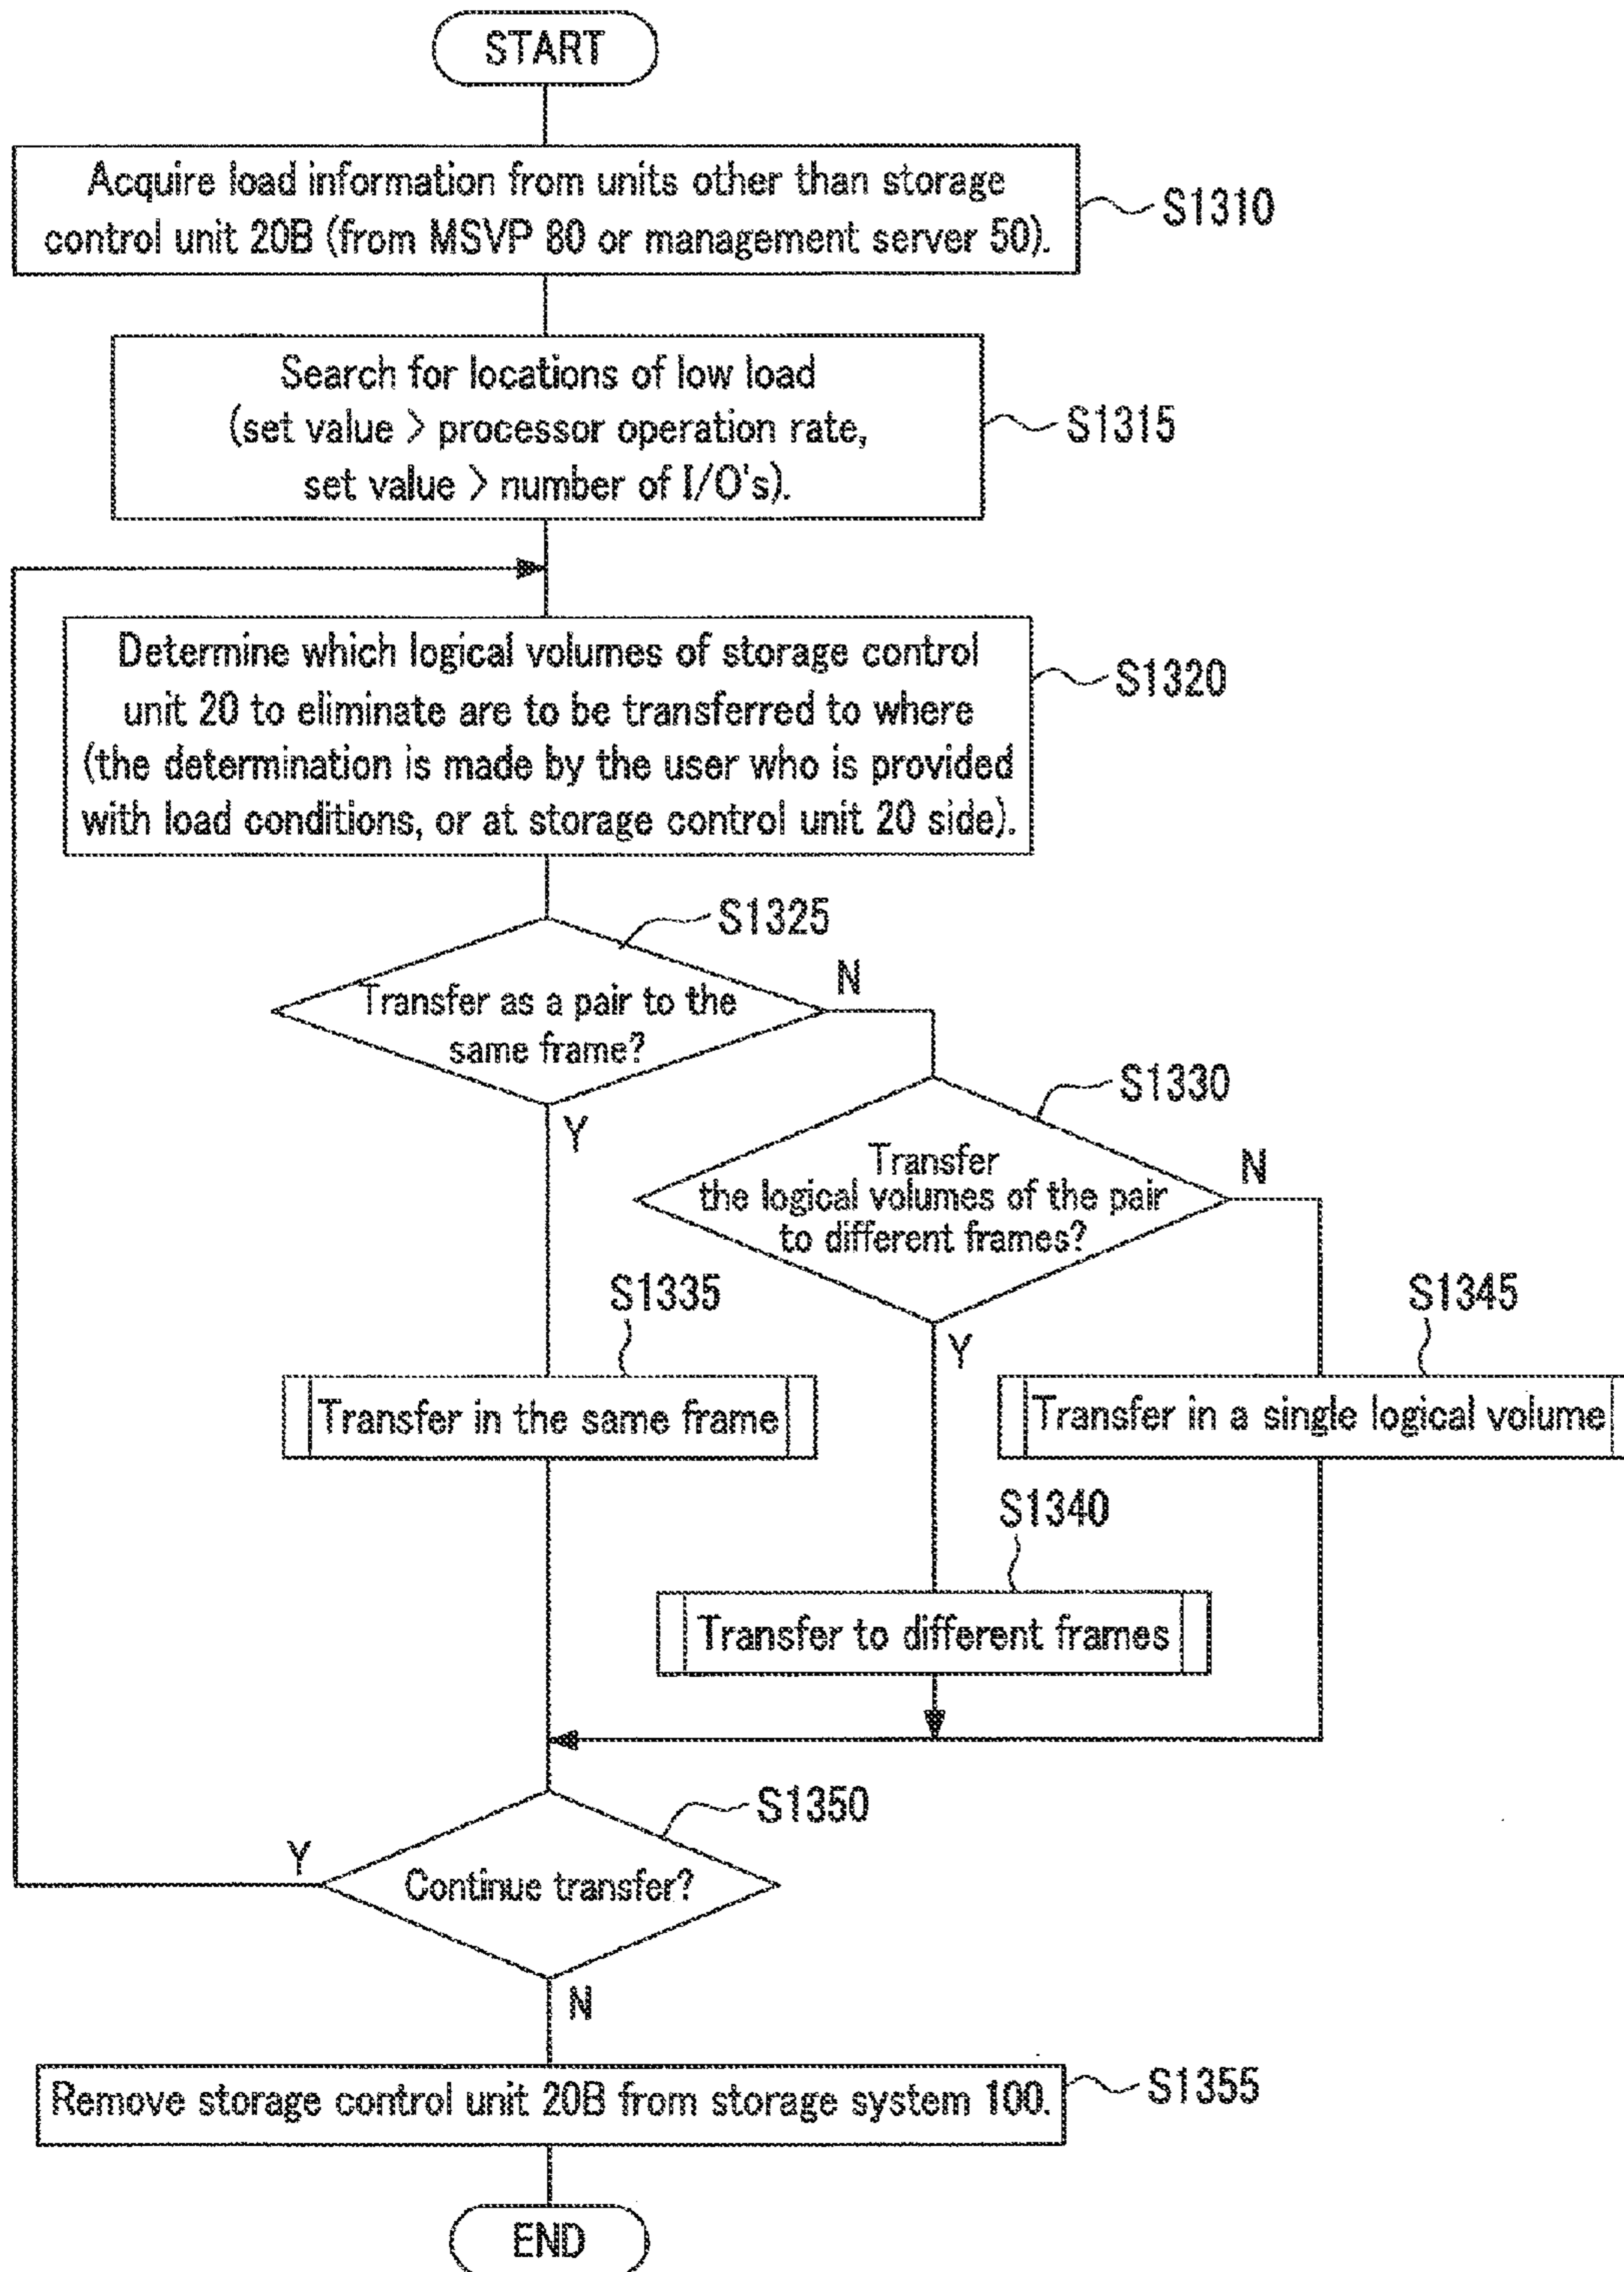 START
Acquire load information from units other than storage
control unit 20B (from MSVP 80 or management server 50).
S1310
Search for locations of low load
(set value > processor operation rate,
set value > number of I/O's).
S1315
Determine which logical volumes of storage control
unit 20 to eliminate are to be transferred to where
(the determination is made by the user who is provided
with load conditions, or at storage control unit 20 side).
S1320
S1325
Transfer as a pair to the
same frame?
N
Y
S1330
Transfer
the logical volumes of the pair
to different frames?
N
Y
S1335
Transfer in the same frame
S1345
Transfer in a single logical volume
S1340
Transfer to different frames
S1350
Continue transfer?
Y
N
Remove storage control unit 20B from storage system 100.
S1355
END